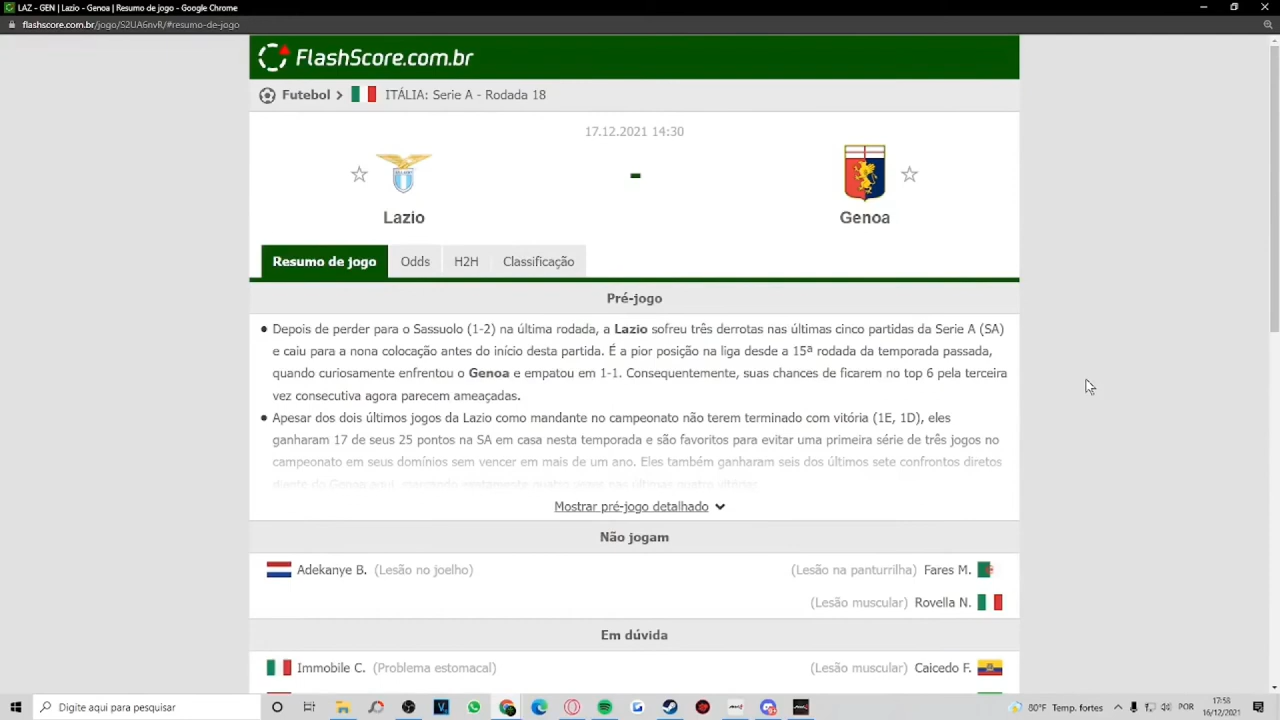 LAZ - GEN | Lazio - Genoa | Resumo de jogo - Google Chrome
flashscore.com.br/jogo/S2UA6nvR/#resumo-de-jogo
FlashScore.com.br
Futebol > ITÁLIA: Serie A - Rodada 18
17.12.2021 14:30
-
Lazio Genoa
Resumo de jogo Odds H2H Classificação
Pré-jogo
Depois de perder para o Sassuolo (1-2) na última rodada, a Lazio sofreu três derrotas nas últimas cinco partidas da Serie A (SA)
e caiu para a nona colocação antes do início desta partida. É a pior posição na liga desde a 15ª rodada da temporada passada,
quando curiosamente enfrentou o Genoa e empatou em 1-1. Consequentemente, suas chances de ficarem no top 6 pela terceira
vez consecutiva agora parecem ameaçadas.
Apesar dos dois últimos jogos da Lazio como mandante no campeonato não terem terminado com vitória (1E, 1D), eles
ganharam 17 de seus 25 pontos na SA em casa nesta temporada e são favoritos para evitar uma primeira série de três jogos no
campeonato em seus domínios sem vencer em mais de um ano. Eles também ganharam seis dos últimos sete confrontos diretos
diante do Genoa aqui, marcando
Mostrar pré-jogo detalhado
Não jogam
Adekanye B. (Lesão no joelho) (Lesão na panturrilha) Fares M.
(Lesão muscular) Rovella N.
Em dúvida
Immobile C. (Problema estomacal) (Lesão muscular) Caicedo F.
Digite aqui para pesquisar
80°F Temp. fortes
POR
17:58
16/12/2021